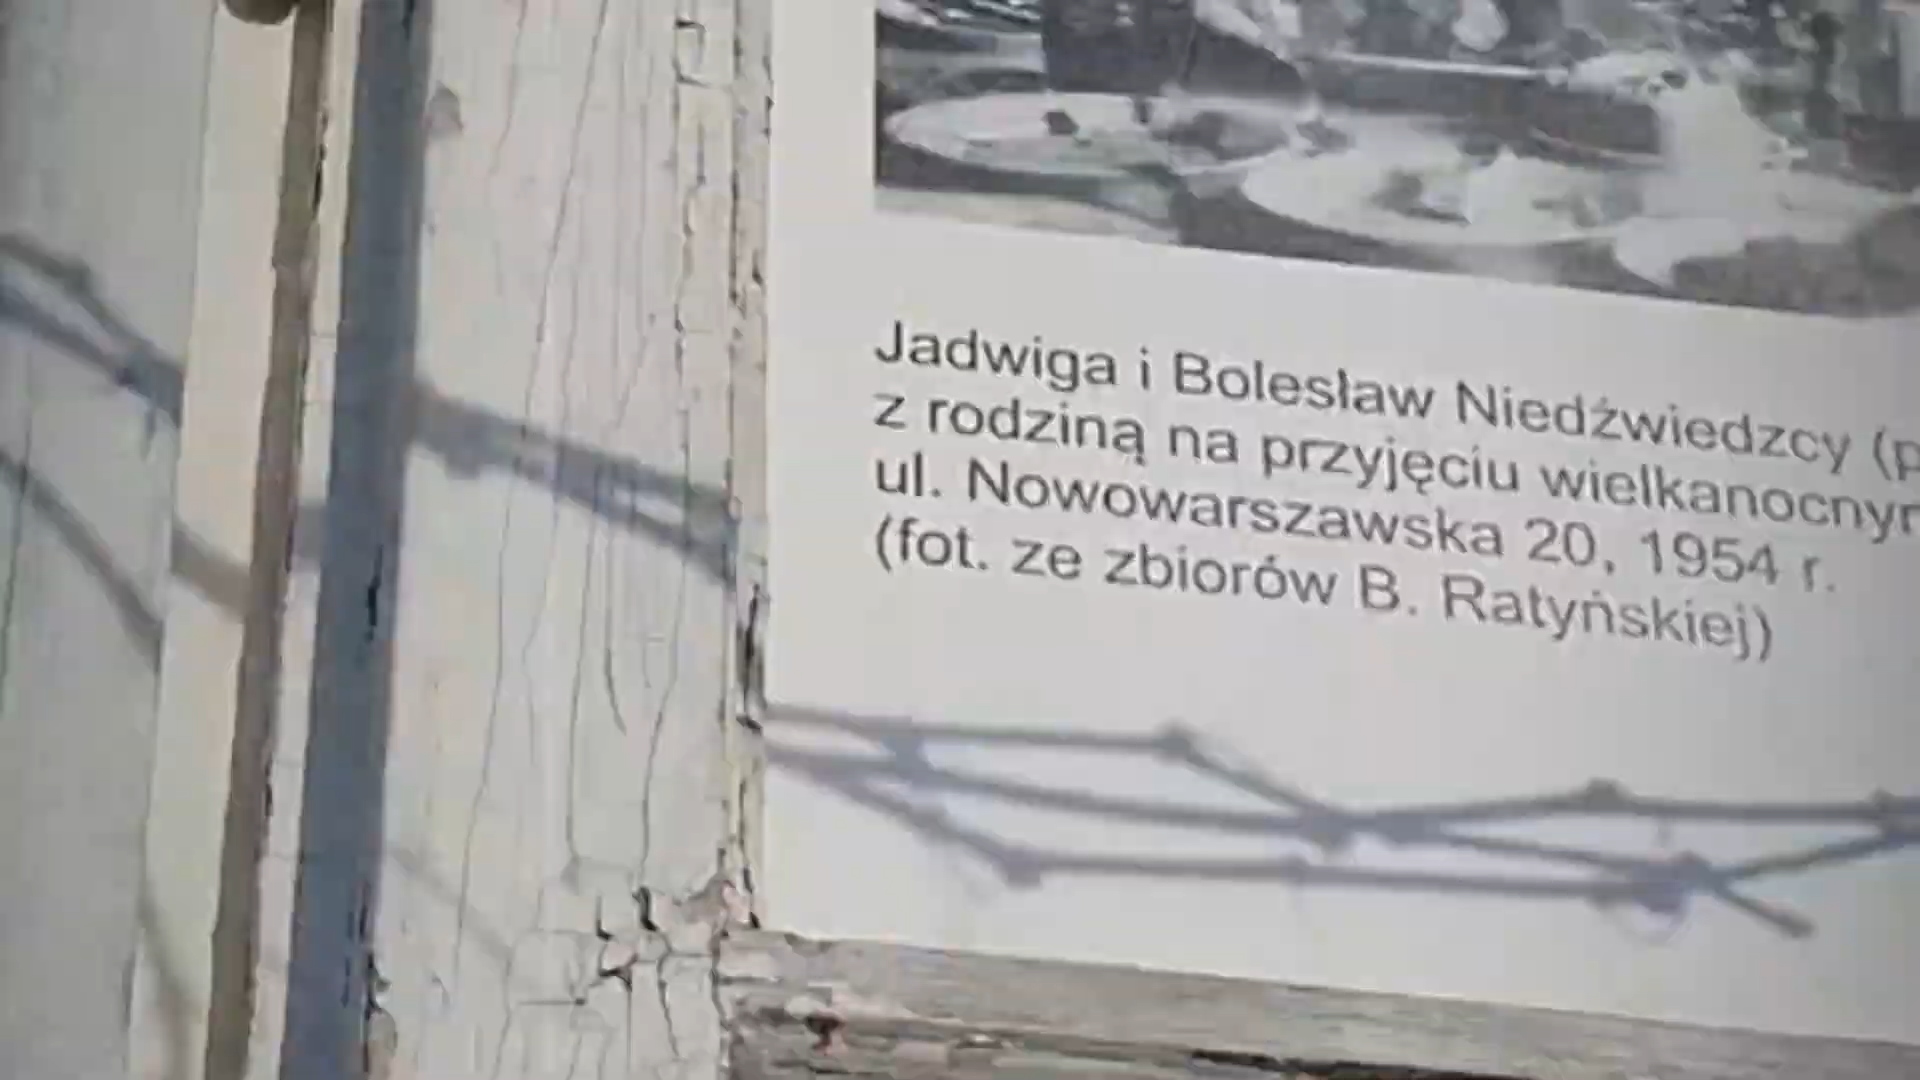 Jadwiga i Bolesław Niedźwiedzcy (p
z rodziną na przyjęciu wielkanocnym
ul. Nowowarszawska 20, 1954 r.
(fot. ze zbiorów B. Ratyńskiej)